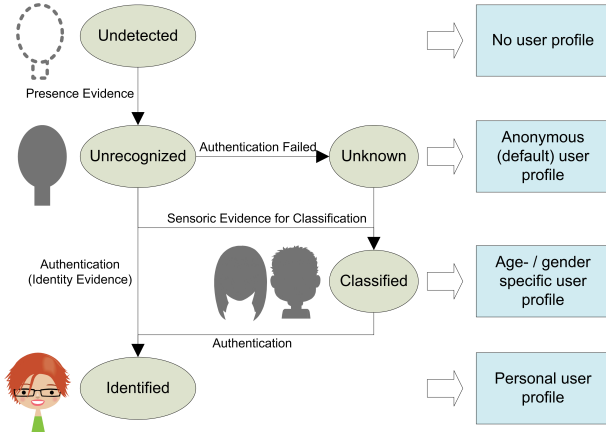 Undetected
No user profile
Presence Evidence
Unrecognized
Authentication Failed
Unknown
Anonymous
(default) user
profile
Sensoric Evidence for Classification
Authentication
(Identity Evidence)
Classified
Age- / gender
specific user
profile
Authentication
Identified
Personal user
profile